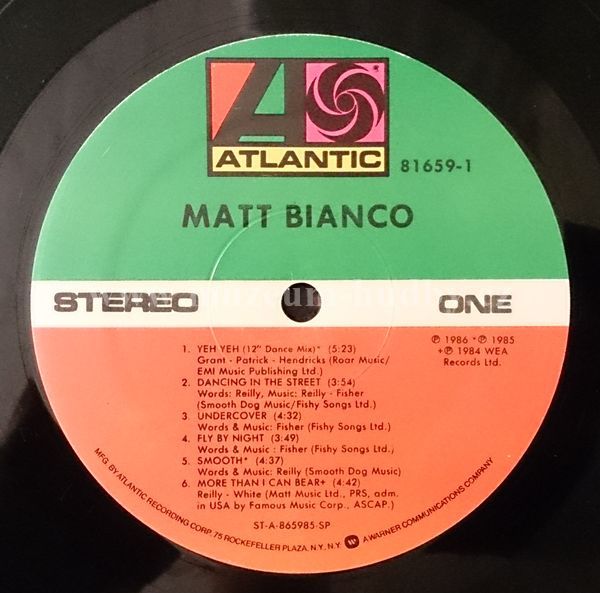 ATLANTIC
81659-1
MATT BIANCO
STEREO
ONE
1. YEH YEH (12" Dance Mix)* (5:23)
Grant - Patrick - Hendricks (Roar Music/
EMI Music Publishing Ltd.)
2. DANCING IN THE STREET (3:54)
Words: Reilly, Music: Reilly - Fisher
(Smooth Dog Music/Fishy Songs Ltd.)
3. UNDERCOVER (4:32)
Words & Music: Fisher (Fishy Songs Ltd.)
4. FLY BY NIGHT (3:49)
Words & Music : Fisher (Fishy Songs Ltd.)
5. SMOOTH* (4:37)
Words & Music: Reilly (Smooth Dog Music)
6. MORE THAN I CAN BEAR+ (4:42)
Reilly - White (Matt Music Ltd., PRS, adm.
in USA by Famous Music Corp., ASCAP.)
℗ 1986 *℗ 1985
+℗ 1984 WEA
Records Ltd.
ST-A-865985-SP
MFG. BY ATLANTIC RECORDING CORP. 75 ROCKEFELLER PLAZA, N.Y., N.Y. A WARNER COMMUNICATIONS COMPANY